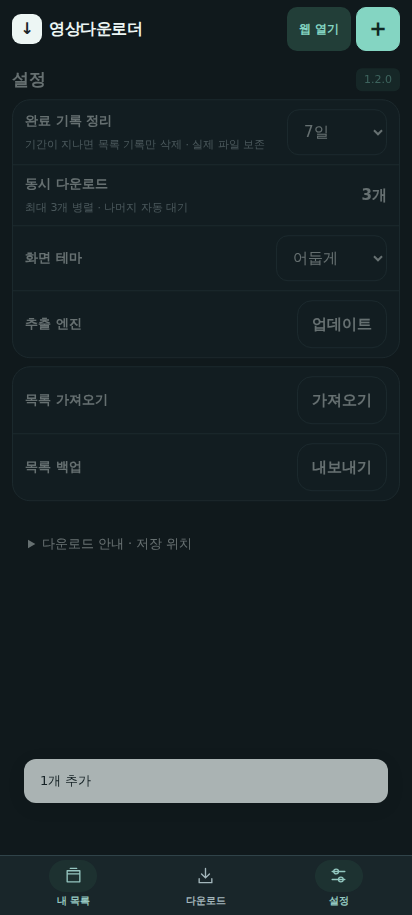 ↓ 영상다운로더
웹 열기
+
설정
1.2.0
완료 기록 정리
기간이 지나면 목록 기록만 삭제 · 실제 파일 보존
7일
동시 다운로드
최대 3개 병렬 · 나머지 자동 대기
3개
화면 테마
어둡게
추출 엔진
업데이트
목록 가져오기
가져오기
목록 백업
내보내기
▶ 다운로드 안내 · 저장 위치
1개 추가
내 목록
다운로드
설정